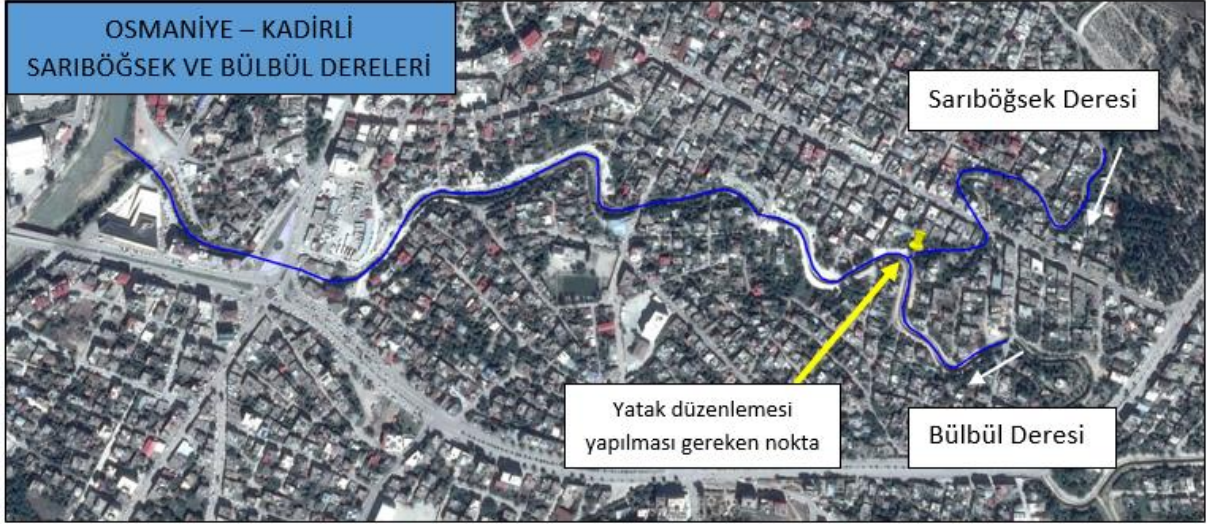 OSMANİYE – KADİRLİ
SARIBÖĞSEK VE BÜLBÜL DERELERİ
Sarıböğsek Deresi
Yatak düzenlemesi
yapılması gereken nokta
Bülbül Deresi